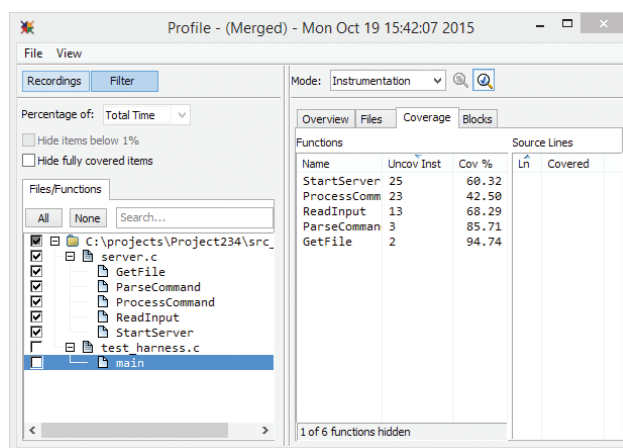 Profile - (Merged) - Mon Oct 19 15:42:07 2015
File View
Recordings Filter
Percentage of: Total Time
Hide items below 1%
Hide fully covered items
Files/Functions
All None Search...
C:\projects\Project234\src_
server.c
GetFile
ParseCommand
ProcessCommand
ReadInput
StartServer
test_harness.c
main
Mode: Instrumentation
Overview Files Coverage Blocks
Functions Source Lines
Name Uncov Inst Cov % Ln Covered
StartServer 25 60.32
ProcessComm 23 42.50
ReadInput 13 68.29
ParseComman 3 85.71
GetFile 2 94.74
1 of 6 functions hidden